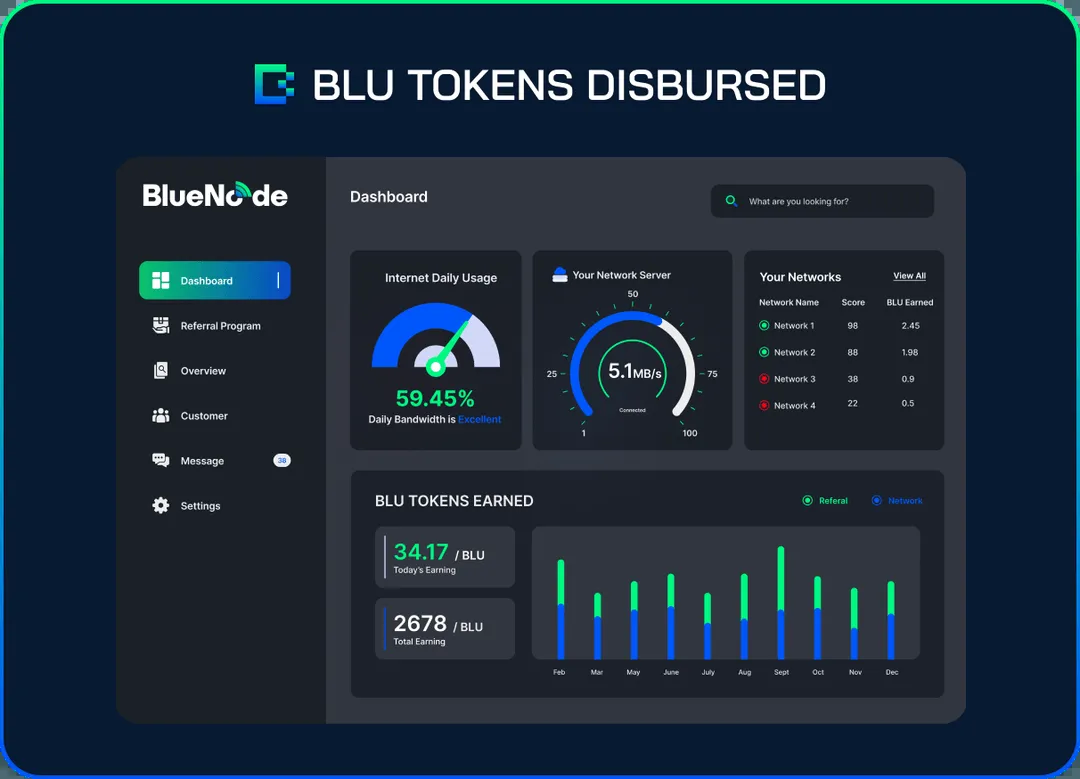 BLU TOKENS DISBURSED
BlueNode
Dashboard
Referral Program
Overview
Customer
Message 38
Settings
Dashboard
What are you looking for?
Internet Daily Usage
59.45%
Daily Bandwidth is Excellent
Your Network Server
50
25
75
5.1MB/s
Connected
1
100
Your Networks View All
Network Name Score BLU Earned
Network 1 98 2.45
Network 2 88 1.98
Network 3 38 0.9
Network 4 22 0.5
BLU TOKENS EARNED
Referal Network
34.17 / BLU
Today's Earning
2678 / BLU
Total Earning
Feb Mar May June July Aug Sept Oct Nov Dec